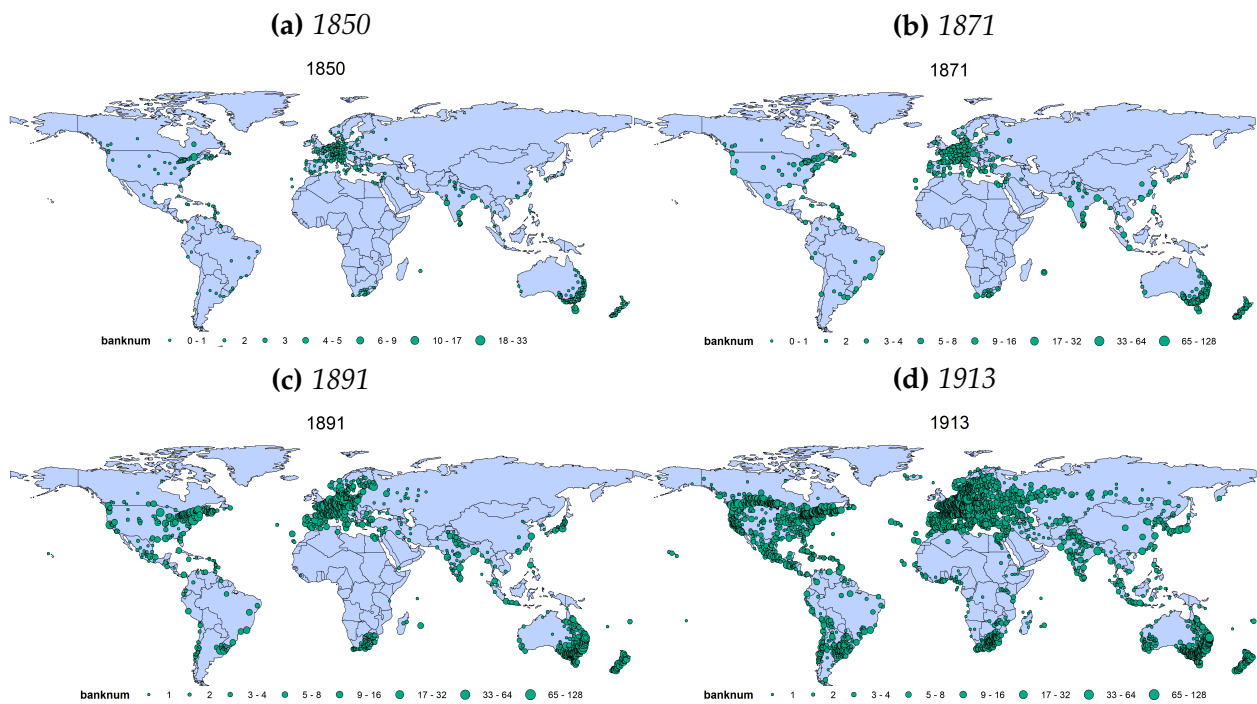 (a) 1850
1850
banknum 0 - 1 2 3 4 - 5 6 - 9 10 - 17 18 - 33
(b) 1871
1871
banknum 0 - 1 2 3 - 4 5 - 8 9 - 16 17 - 32 33 - 64 65 - 128
(c) 1891
1891
banknum 1 2 3 - 4 5 - 8 9 - 16 17 - 32 33 - 64 65 - 128
(d) 1913
1913
banknum 1 2 3 - 4 5 - 8 9 - 16 17 - 32 33 - 64 65 - 128